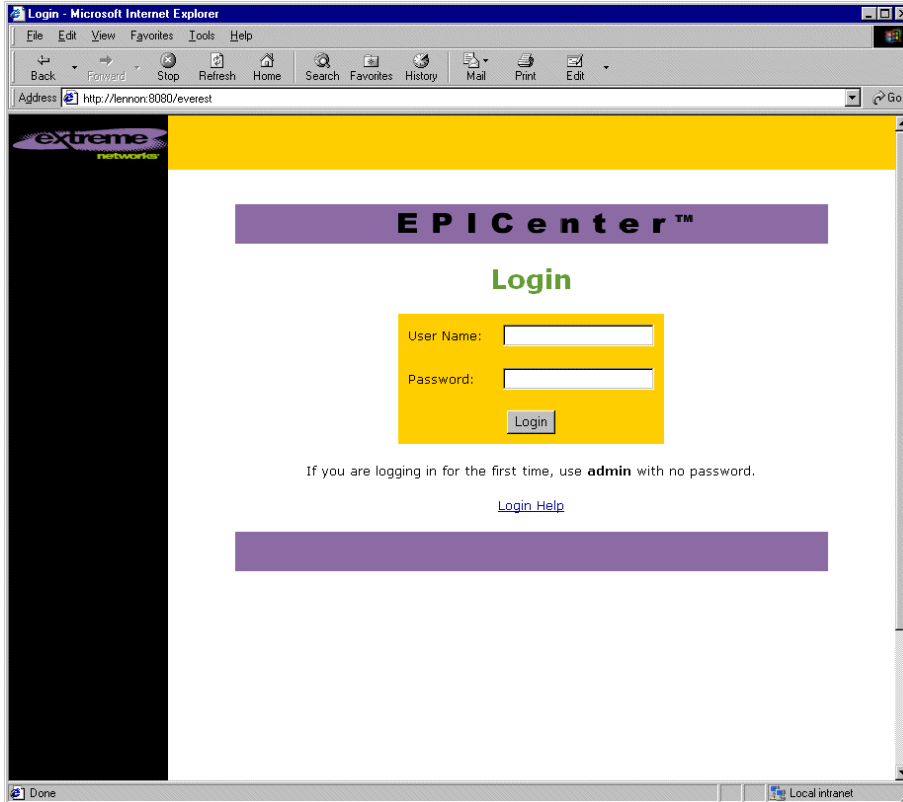 Login - Microsoft Internet Explorer
File Edit View Favorites Tools Help
Back Forward Stop Refresh Home Search Favorites History Mail Print Edit
Address http://lennon:8080/everest Go
extreme
networks
EPICenter™
Login
User Name:
Password:
Login
If you are logging in for the first time, use admin with no password.
Login Help
Done Local intranet